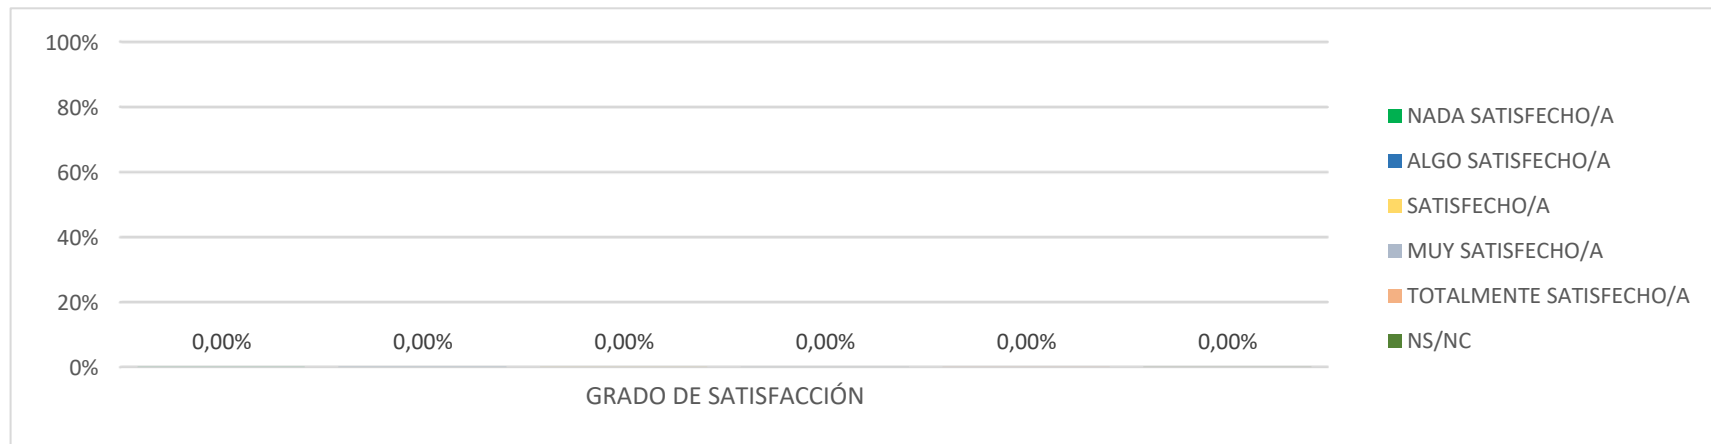 100%
80%
60%
40%
20%
0%
0,00% 0,00% 0,00% 0,00% 0,00% 0,00%
GRADO DE SATISFACCIÓN
NADA SATISFECHO/A
ALGO SATISFECHO/A
SATISFECHO/A
MUY SATISFECHO/A
TOTALMENTE SATISFECHO/A
NS/NC